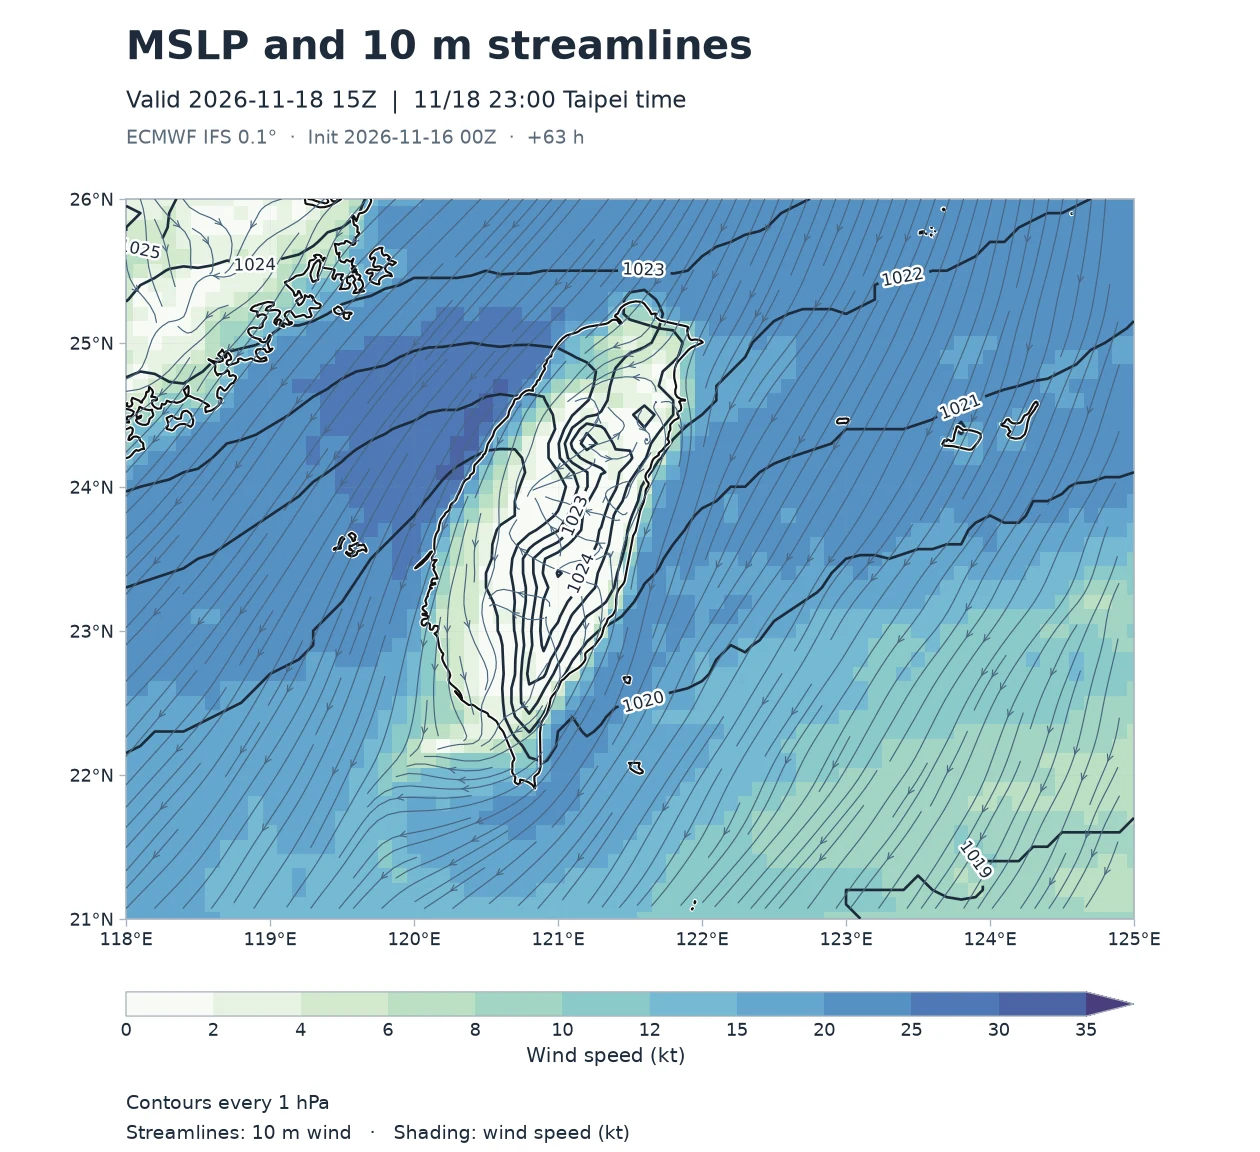 MSLP and 10 m streamlines
Valid 2026-11-18 15Z | 11/18 23:00 Taipei time
ECMWF IFS 0.1° · Init 2026-11-16 00Z · +63 h
26°N
25°N
24°N
23°N
22°N
21°N
1025
1024
1023
1022
1021
1023
1024
1020
1019
118°E 119°E 120°E 121°E 122°E 123°E 124°E 125°E
0 2 4 6 8 10 12 15 20 25 30 35
Wind speed (kt)
Contours every 1 hPa
Streamlines: 10 m wind · Shading: wind speed (kt)